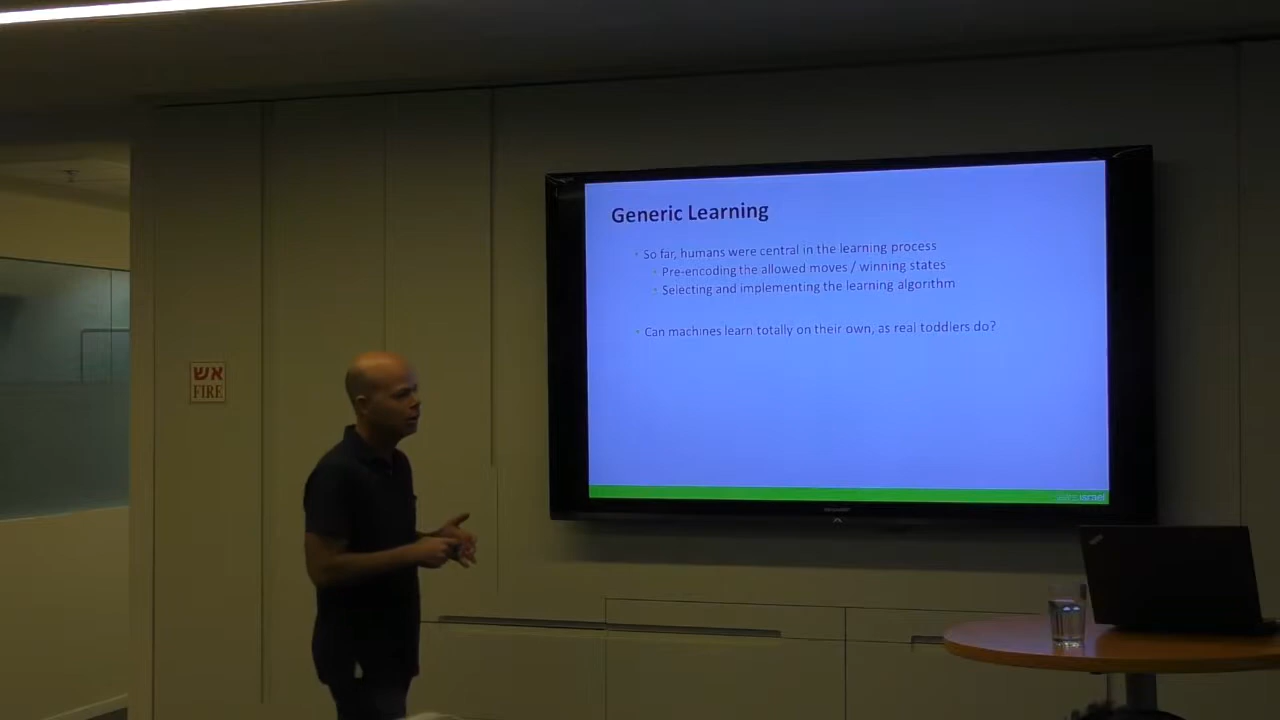 Generic Learning
So far, humans were central in the learning process
Pre-encoding the allowed moves / winning states
Selecting and implementing the learning algorithm
Can machines learn totally on their own, as real toddlers do?
אש
FIRE
SHARP